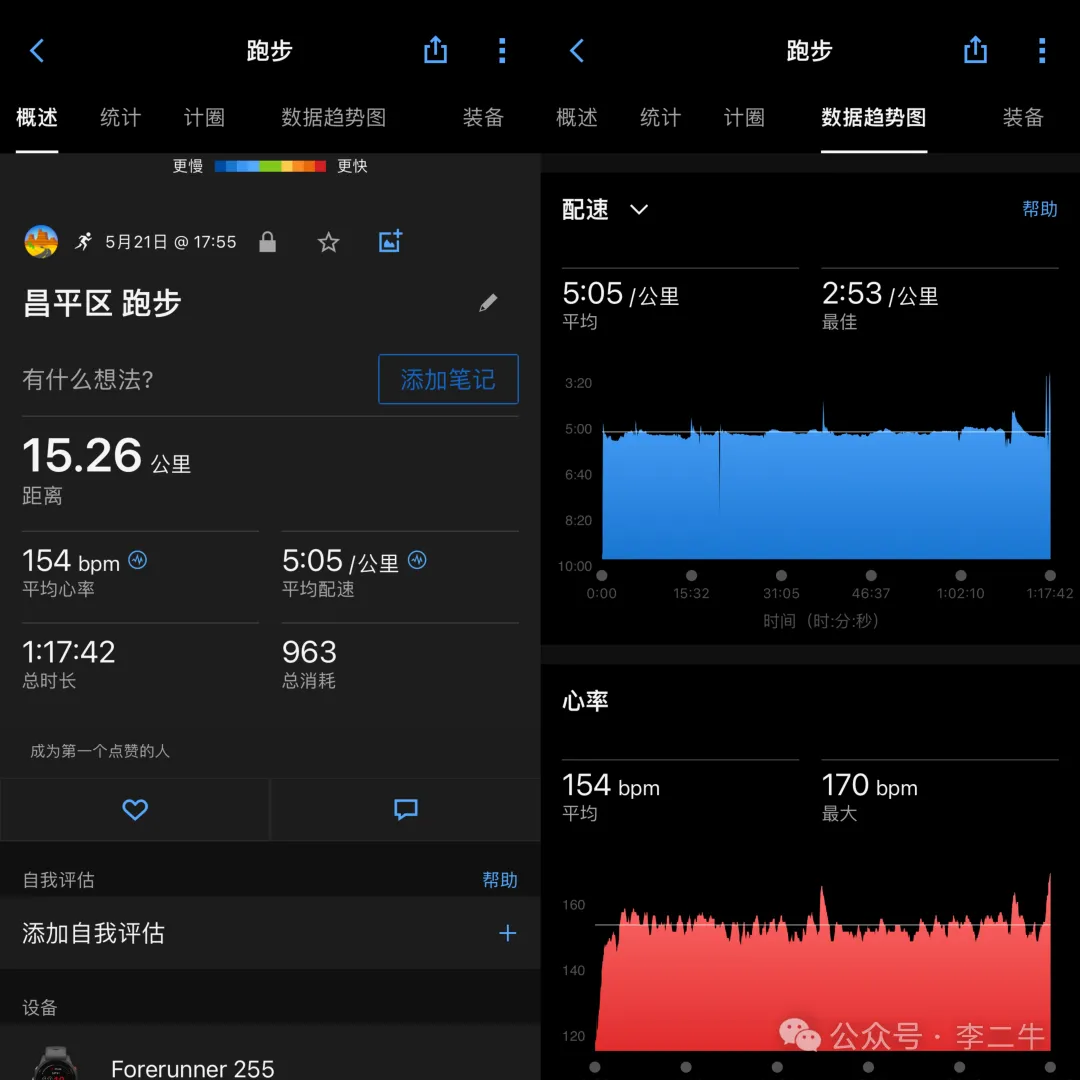 跑步
概述 统计 计圈 数据趋势图 装备
更慢 更快
5月21日 @ 17:55
昌平区 跑步
有什么想法?
添加笔记
15.26 公里
距离
154 bpm
平均心率
5:05 /公里
平均配速
1:17:42
总时长
963
总消耗
成为第一个点赞的人
自我评估 帮助
添加自我评估
设备
Forerunner 255
跑步
概述 统计 计圈 数据趋势图 装备
配速 帮助
5:05 /公里
平均
2:53 /公里
最佳
3:20
5:00
6:40
8:20
10:00
0:00 15:32 31:05 46:37 1:02:10 1:17:42
时间（时:分:秒）
心率
154 bpm
平均
170 bpm
最大
160
140
120
公众号 · 李二牛